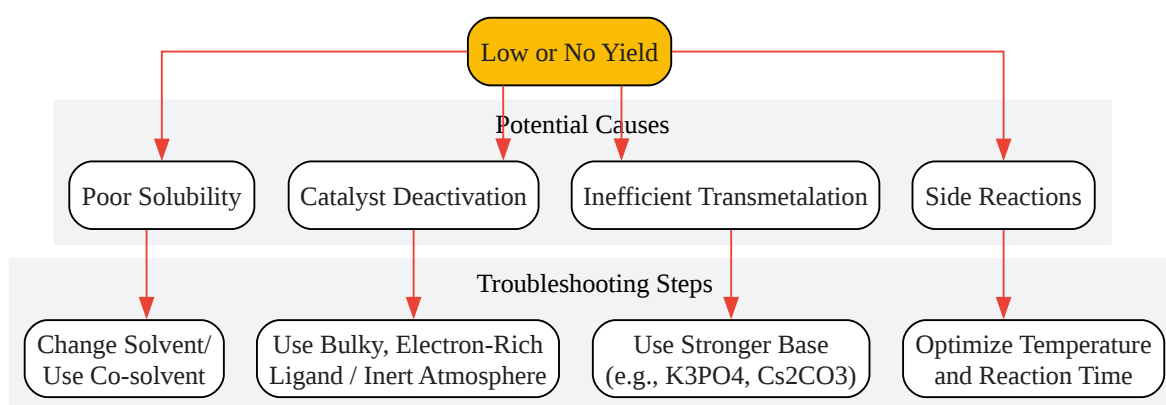 Low or No Yield
Potential Causes
Poor Solubility
Catalyst Deactivation
Inefficient Transmetalation
Side Reactions
Troubleshooting Steps
Change Solvent/
Use Co-solvent
Use Bulky, Electron-Rich
Ligand / Inert Atmosphere
Use Stronger Base
(e.g., K3PO4, Cs2CO3)
Optimize Temperature
and Reaction Time